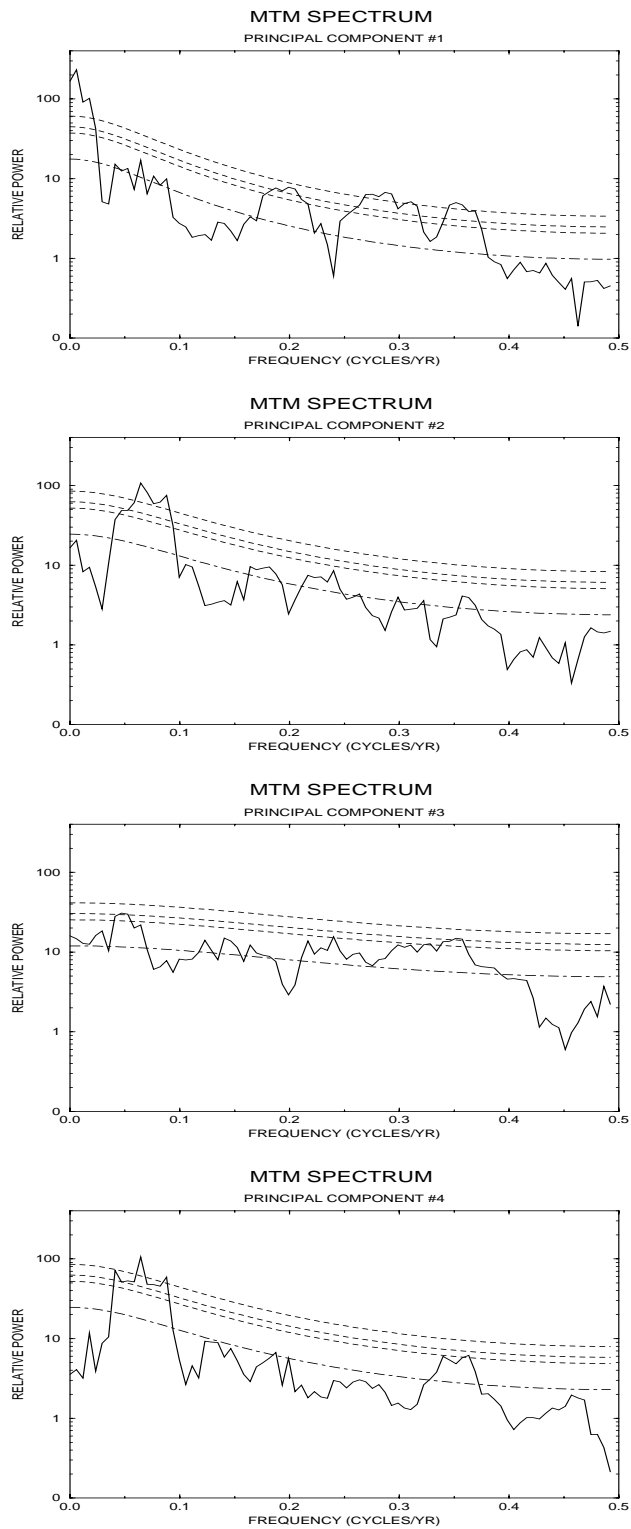 MTM SPECTRUM
PRINCIPAL COMPONENT #1
RELATIVE POWER
100
10
1
0
0.0 0.1 0.2 0.3 0.4 0.5
FREQUENCY (CYCLES/YR)
MTM SPECTRUM
PRINCIPAL COMPONENT #2
RELATIVE POWER
100
10
1
0
0.0 0.1 0.2 0.3 0.4 0.5
FREQUENCY (CYCLES/YR)
MTM SPECTRUM
PRINCIPAL COMPONENT #3
RELATIVE POWER
100
10
1
0
0.0 0.1 0.2 0.3 0.4 0.5
FREQUENCY (CYCLES/YR)
MTM SPECTRUM
PRINCIPAL COMPONENT #4
RELATIVE POWER
100
10
1
0
0.0 0.1 0.2 0.3 0.4 0.5
FREQUENCY (CYCLES/YR)